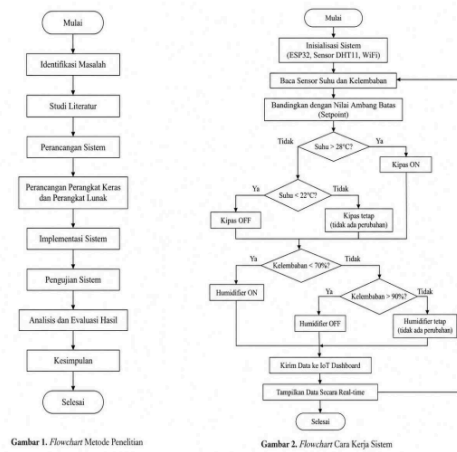 Mulai
Identifikasi Masalah
Studi Literatur
Perancangan Sistem
Perancangan Perangkat Keras
dan Perangkat Lunak
Implementasi Sistem
Pengujian Sistem
Analisis dan Evaluasi Hasil
Kesimpulan
Selesai
Gambar 1. Flowchart Metode Penelitian
Mulai
Inisialisasi Sistem
(ESP32, Sensor DHT11, WiFi)
Baca Sensor Suhu dan Kelembaban
Bandingkan dengan Nilai Ambang Batas
(Setpoint)
Tidak
Suhu > 28°C?
Ya
Kipas ON
Ya
Suhu < 22°C?
Tidak
Kipas OFF
Kipas tetap
(tidak ada perubahan)
Ya
Kelembaban < 70%?
Tidak
Humidifier ON
Ya
Kelembaban > 90%?
Tidak
Humidifier OFF
Humidifier tetap
(tidak ada perubahan)
Kirim Data ke IoT Dashboard
Tampilkan Data Secara Real-time
Selesai
Gambar 2. Flowchart Cara Kerja Sistem